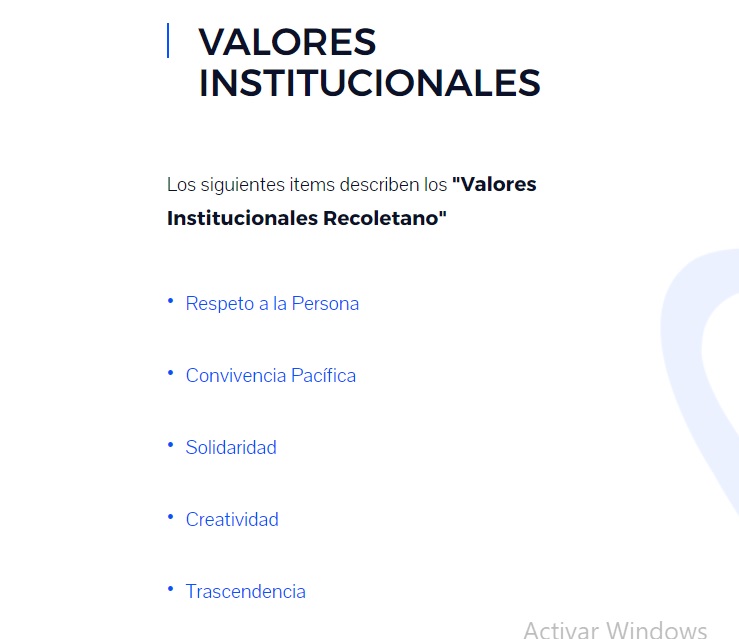 VALORES
INSTITUCIONALES
Los siguientes items describen los "Valores
Institucionales Recoletano"
• Respeto a la Persona
• Convivencia Pacífica
• Solidaridad
• Creatividad
• Trascendencia
Activar Windows